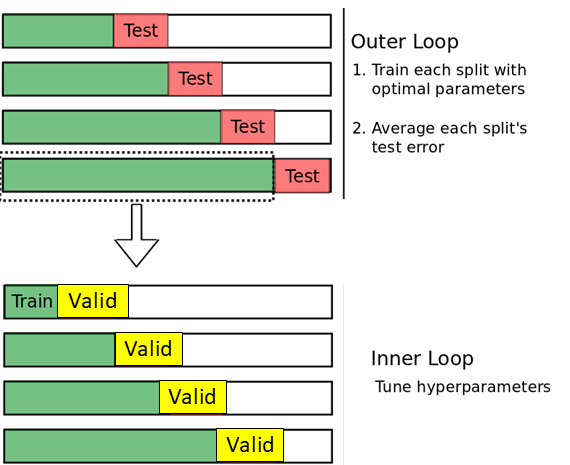 Test
Test
Test
Test
Outer Loop
1. Train each split with
optimal parameters
2. Average each split's
test error
Train Valid
Valid
Valid
Valid
Inner Loop
Tune hyperparameters